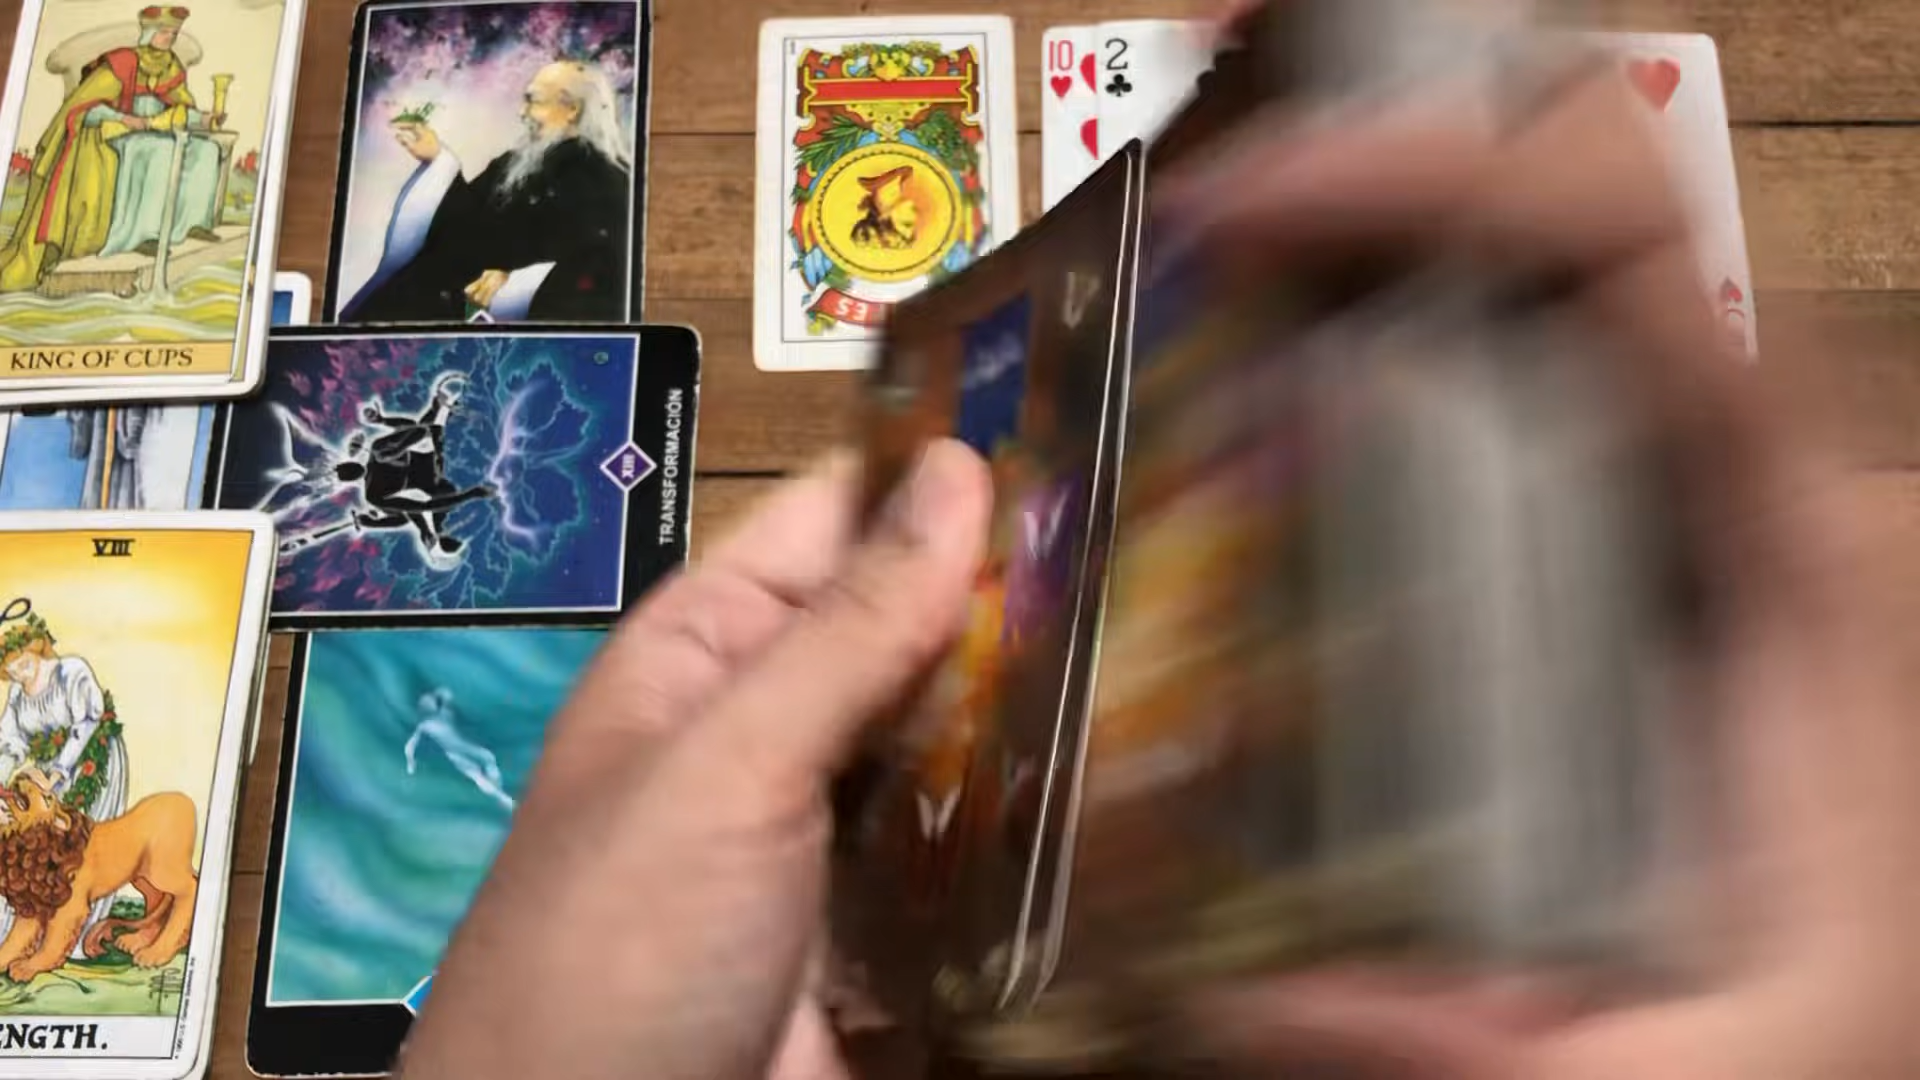 KING OF CUPS
10
2
XIII
TRANSFORMACIÓN
VIII
ENGTH.